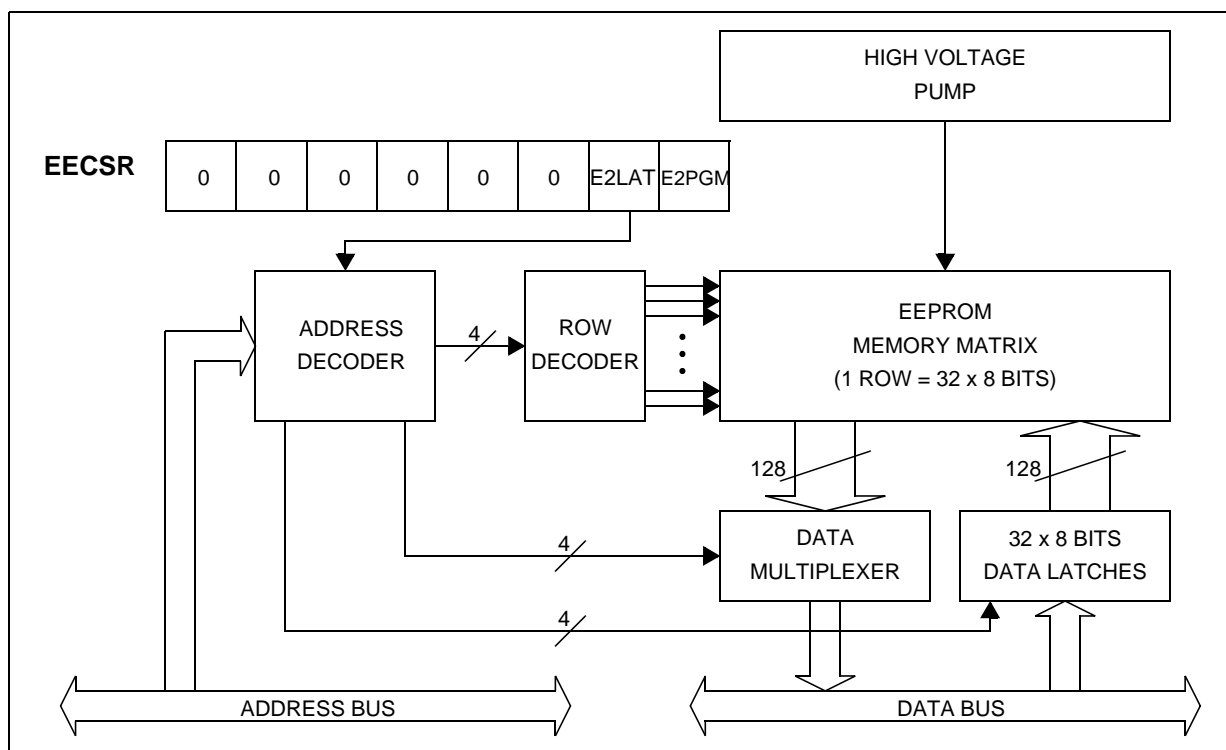 HIGH VOLTAGE
PUMP
EECSR
0 0 0 0 0 0 E2LAT E2PGM
ADDRESS
DECODER
4
ROW
DECODER
EEPROM
MEMORY MATRIX
(1 ROW = 32 x 8 BITS)
128
128
4
DATA
MULTIPLEXER
32 x 8 BITS
DATA LATCHES
4
ADDRESS BUS
DATA BUS